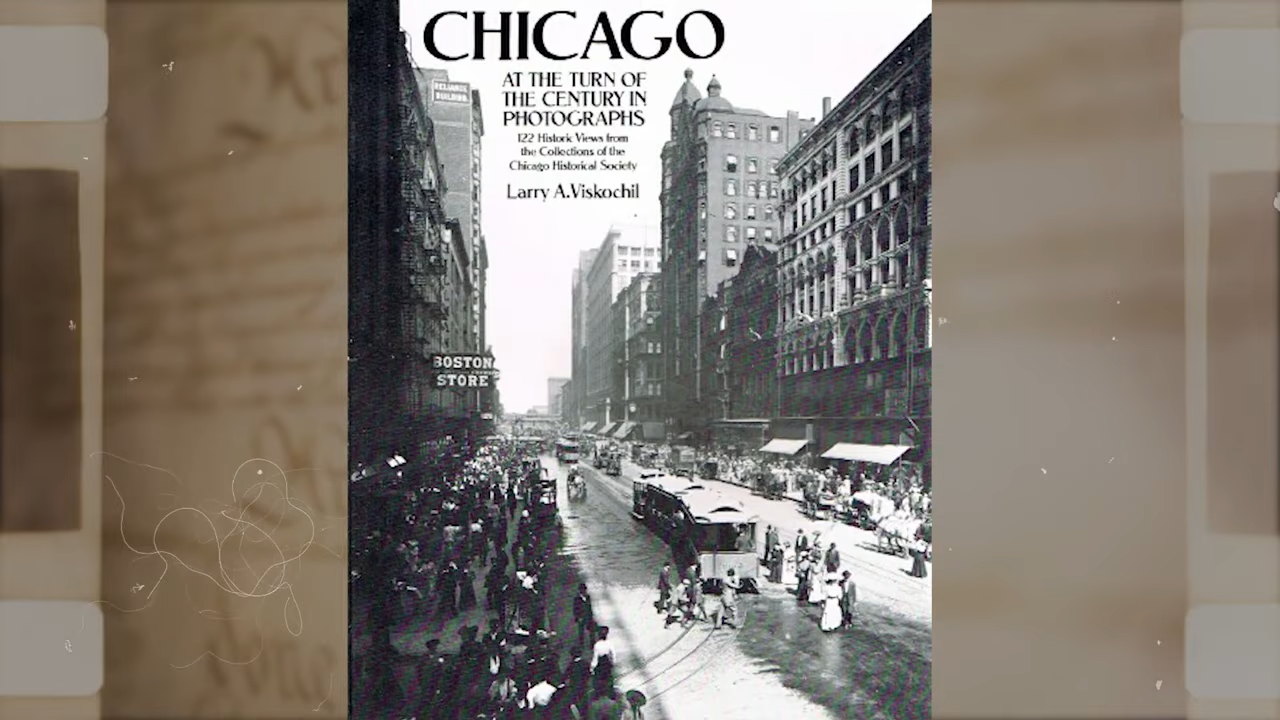 CHICAGO
AT THE TURN OF
THE CENTURY IN
PHOTOGRAPHS
122 Historic Views from
the Collections of the
Chicago Historical Society
Larry A.Viskochil
RELIANCE
BUILDING
BOSTON
STORE